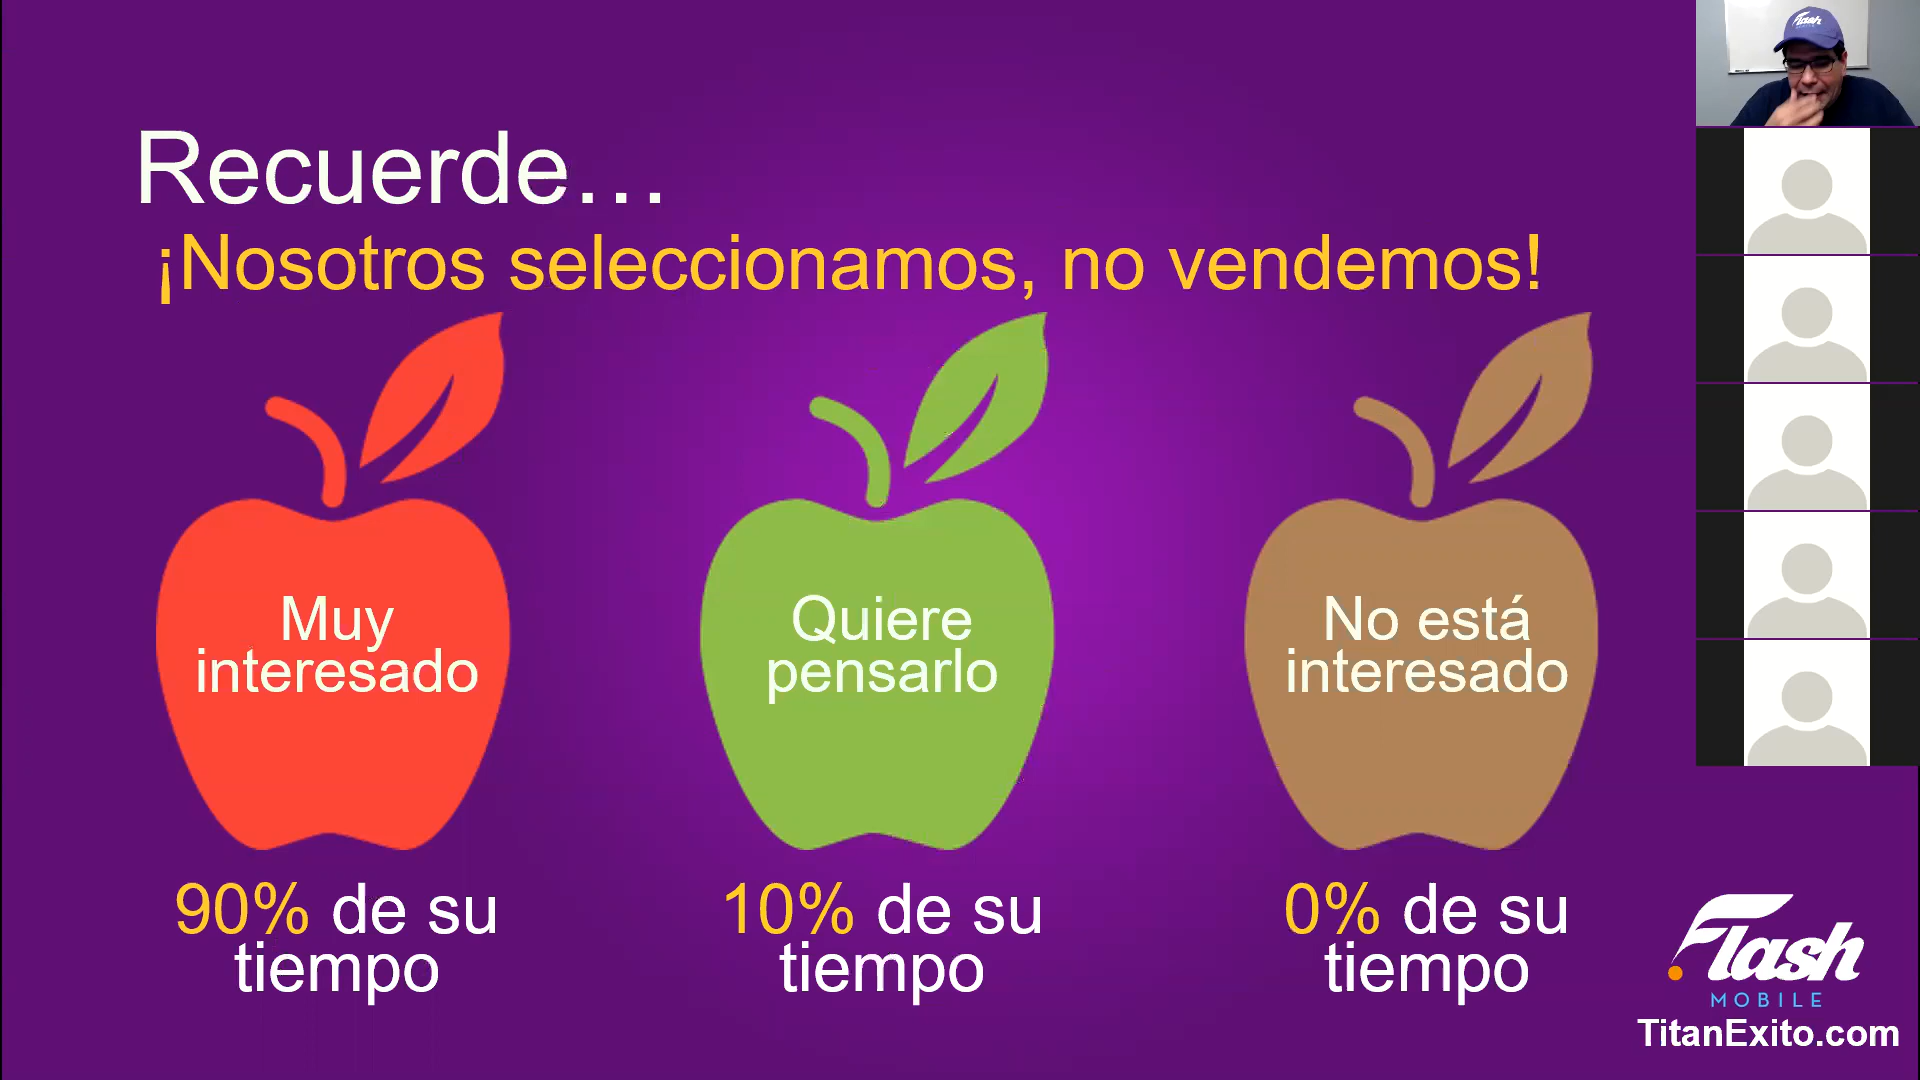 Recuerde…
¡Nosotros seleccionamos, no vendemos!
Muy
interesado
Quiere
pensarlo
No está
interesado
90% de su
tiempo
10% de su
tiempo
0% de su
tiempo
Flash
MOBILE
TitanExito.com
Flash